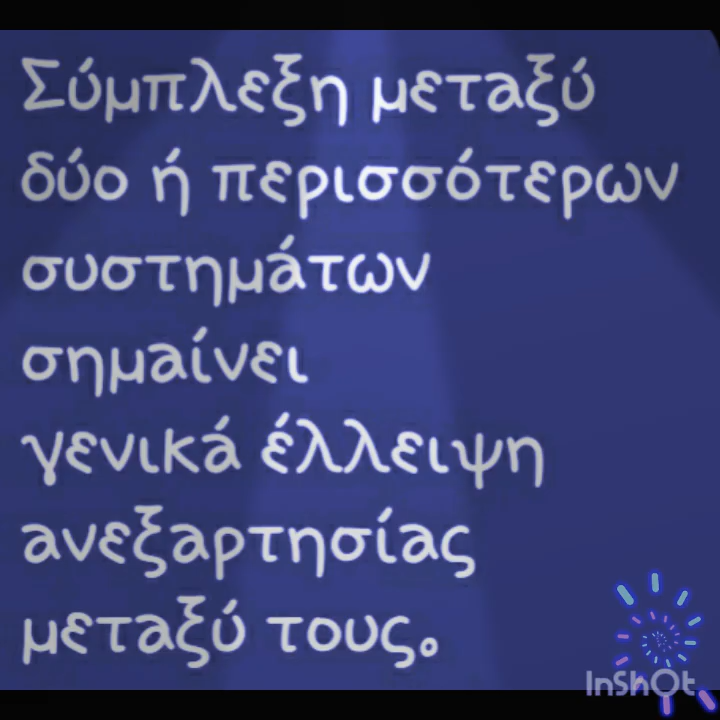 Σύμπλεξη μεταξύ
δύο ή περισσότερων
συστημάτων
σημαίνει
γενικά έλλειψη
ανεξαρτησίας
μεταξύ τους.
InShOt